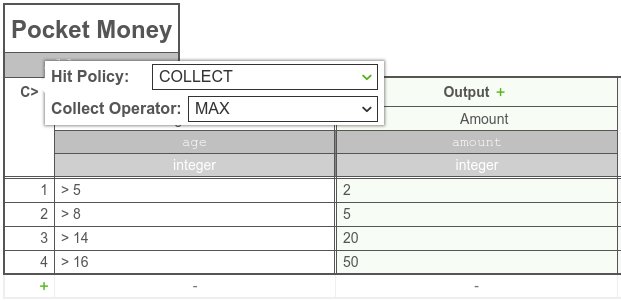 Pocket Money
Hit Policy: COLLECT
Collect Operator: MAX
C>
Output +
Amount
age amount
integer integer
1 > 5 2
2 > 8 5
3 > 14 20
4 > 16 50
+ - -